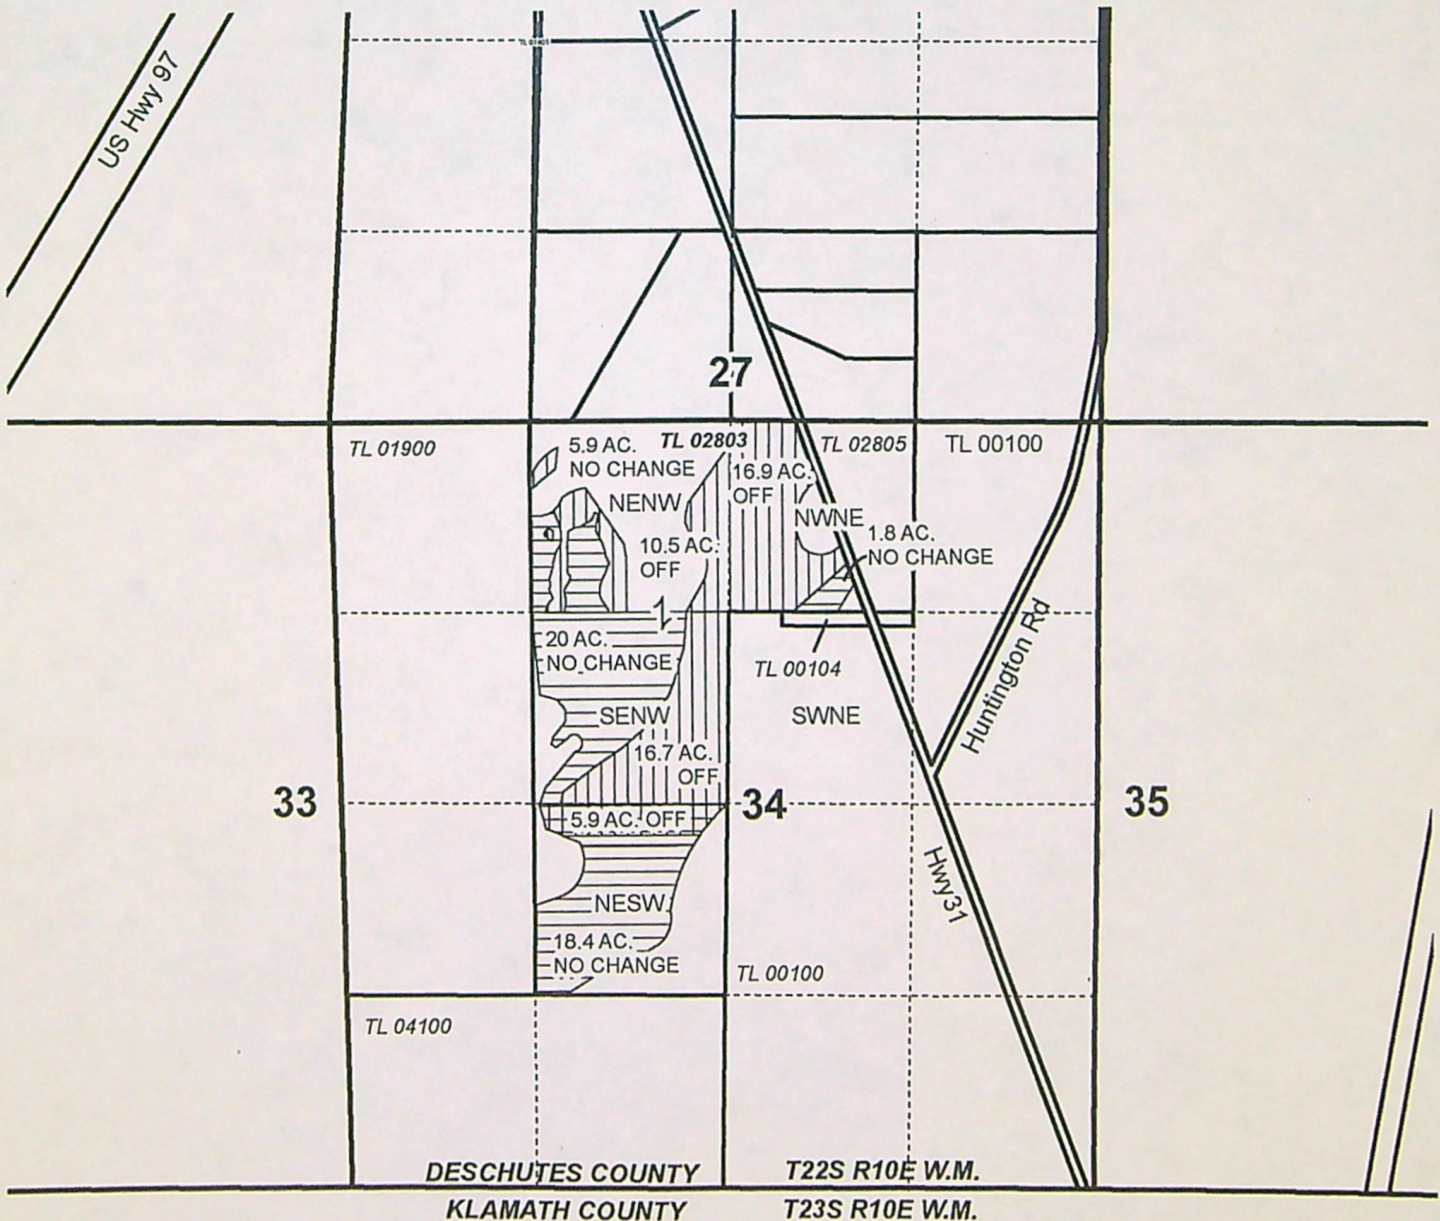 US Hwy 97
27
TL 01900
5.9 AC.
NO CHANGE
TL 02803
TL 02805
TL 00100
16.9 AC.
OFF
NENW
NWNE
1.8 AC.
NO CHANGE
10.5 AC.
OFF
20 AC.
NO CHANGE
TL 00104
Huntington Rd
SENW
SWNE
16.7 AC.
OFF
33
34
35
5.9 AC. OFF
Hwy31
NESW
18.4 AC.
NO CHANGE
TL 00100
TL 04100
DESCHUTES COUNTY
T22S R10E W.M.
KLAMATH COUNTY
T23S R10E W.M.